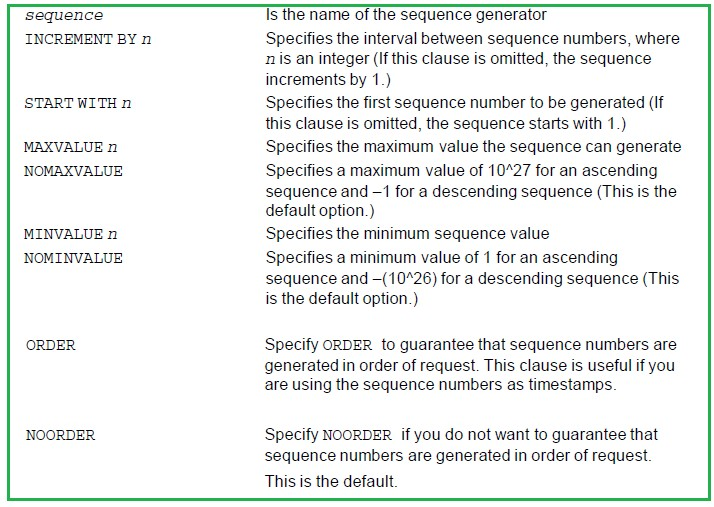 sequence Is the name of the sequence generator
INCREMENT BY n Specifies the interval between sequence numbers, where
n is an integer (If this clause is omitted, the sequence
increments by 1.)
START WITH n Specifies the first sequence number to be generated (If
this clause is omitted, the sequence starts with 1.)
MAXVALUE n Specifies the maximum value the sequence can generate
NOMAXVALUE Specifies a maximum value of 10^27 for an ascending
sequence and –1 for a descending sequence (This is the
default option.)
MINVALUE n Specifies the minimum sequence value
NOMINVALUE Specifies a minimum value of 1 for an ascending
sequence and –(10^26) for a descending sequence (This
is the default option.)
ORDER Specify ORDER to guarantee that sequence numbers are
generated in order of request. This clause is useful if you
are using the sequence numbers as timestamps.
NOORDER Specify NOORDER if you do not want to guarantee that
sequence numbers are generated in order of request.
This is the default.